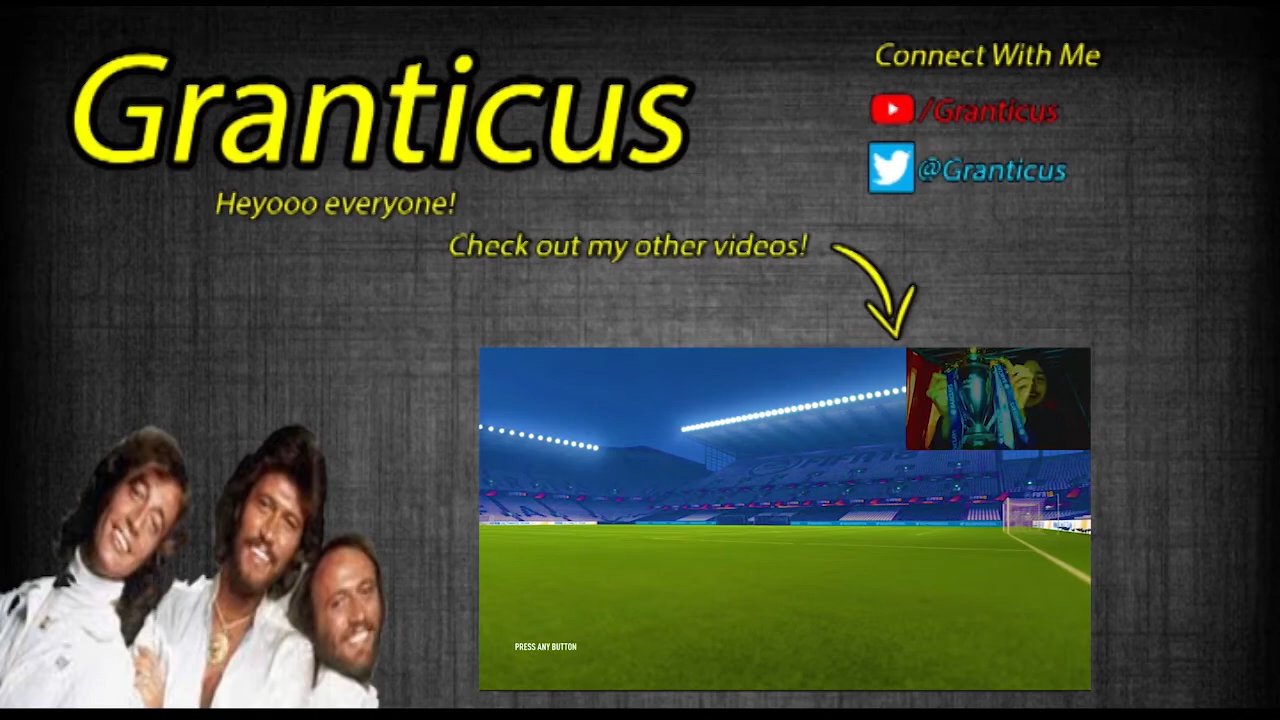 Granticus
Heyooo everyone!
Check out my other videos!
Connect With Me
/Granticus
@Granticus
PRESS ANY BUTTON